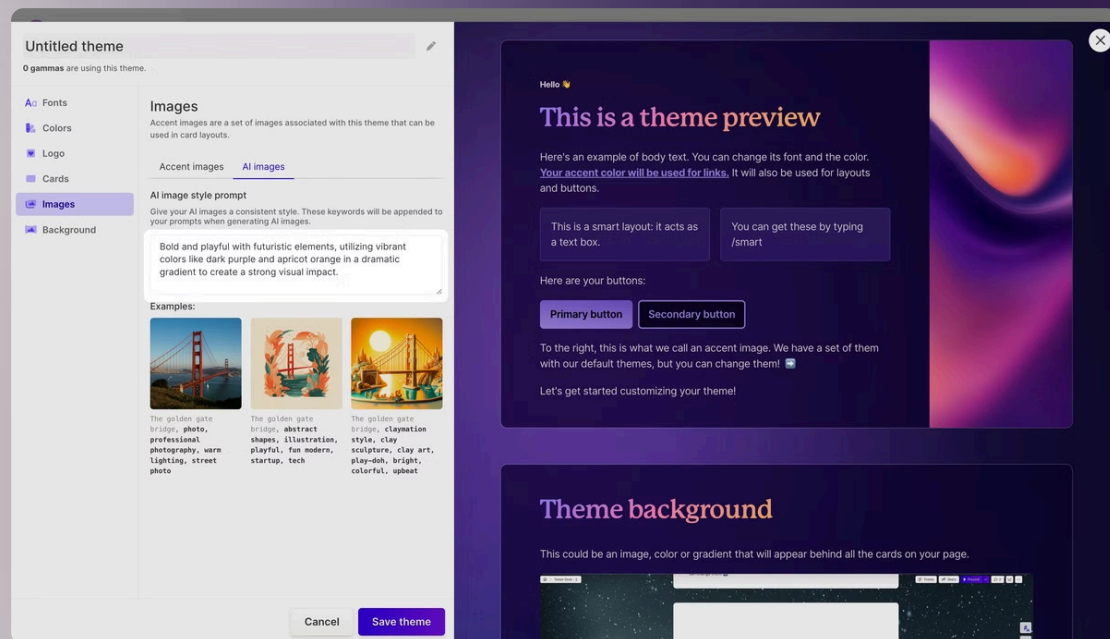 Untitled theme
0 gammas are using this theme.
Fonts
Colors
Logo
Cards
Images
Background
Images
Accent images are a set of images associated with this theme that can be
used in card layouts.
Accent images
AI images
AI image style prompt
Give your AI images a consistent style. These keywords will be appended to
your prompts when generating AI images.
Bold and playful with futuristic elements, utilizing vibrant
colors like dark purple and apricot orange in a dramatic
gradient to create a strong visual impact.
Examples:
The golden gate
bridge, photo,
professional
photography, warm
lighting, street
photo
The golden gate
bridge, abstract
shapes, illustration,
playful, fun modern,
startup, tech
The golden gate
bridge, claymation
style, clay
sculpture, clay art,
play-doh, bright,
colorful, upbeat
Cancel
Save theme
Hello 👋
This is a theme preview
Here's an example of body text. You can change its font and the color.
Your accent color will be used for links. It will also be used for layouts
and buttons.
This is a smart layout: it acts as
a text box.
You can get these by typing
/smart
Here are your buttons:
Primary button
Secondary button
To the right, this is what we call an accent image. We have a set of them
with our default themes, but you can change them! ➡️
Let's get started customizing your theme!
Theme background
This could be an image, color or gradient that will appear behind all the cards on your page.